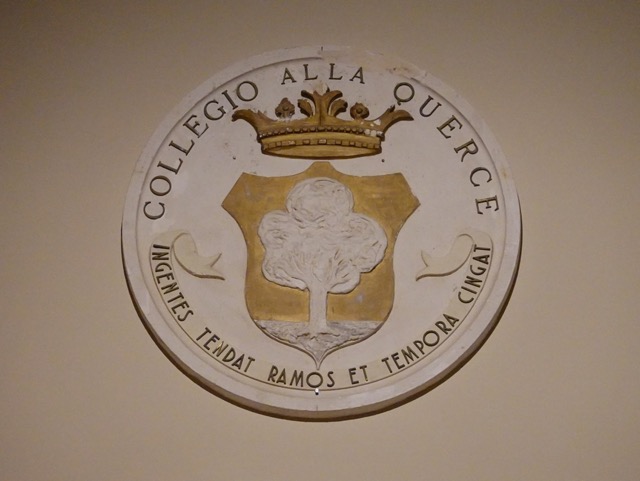 COLLEGIO ALLA QUERCE
INGENTES TENDAT RAMOS ET TEMPORA CINGAT